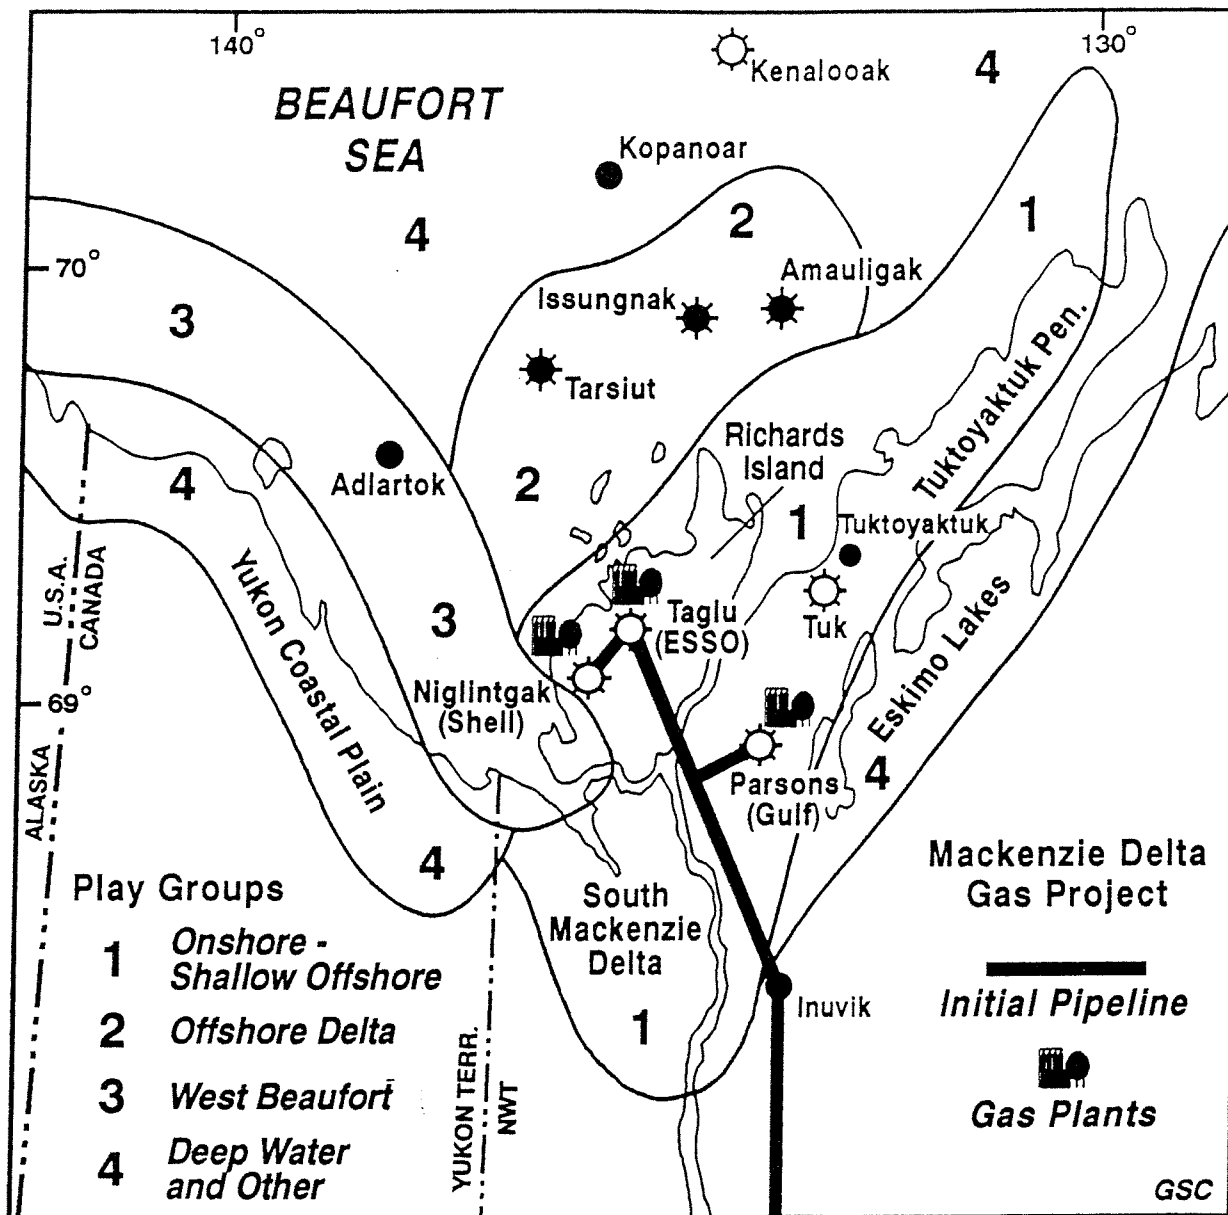 140°
130°
Kenalooak
4
BEAUFORT
SEA
Kopanoar
4
2
1
70°
Amauligak
Issungnak
3
Tarsiut
Tuktoyaktuk Pen.
Richards
Island
4
Adlartok
2
1
Tuktoyaktuk
U.S.A.
CANADA
Yukon Coastal Plain
3
Taglu
(ESSO)
Tuk
Eskimo Lakes
69°
Niglintgak
(Shell)
4
Parsons
(Gulf)
ALASKA
4
Mackenzie Delta
Gas Project
Play Groups
South
Mackenzie
Delta
1 Onshore -
Shallow Offshore
Initial Pipeline
Inuvik
2 Offshore Delta
1
3 West Beaufort
YUKON TERR.
NWT
Gas Plants
4 Deep Water
and Other
GSC